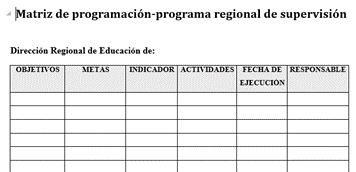 Matriz de programación-programa regional de supervisión
Dirección Regional de Educación de:
OBJETIVOS METAS INDICADOR ACTIVIDADES FECHA DE EJECUCIÓN RESPONSABLE